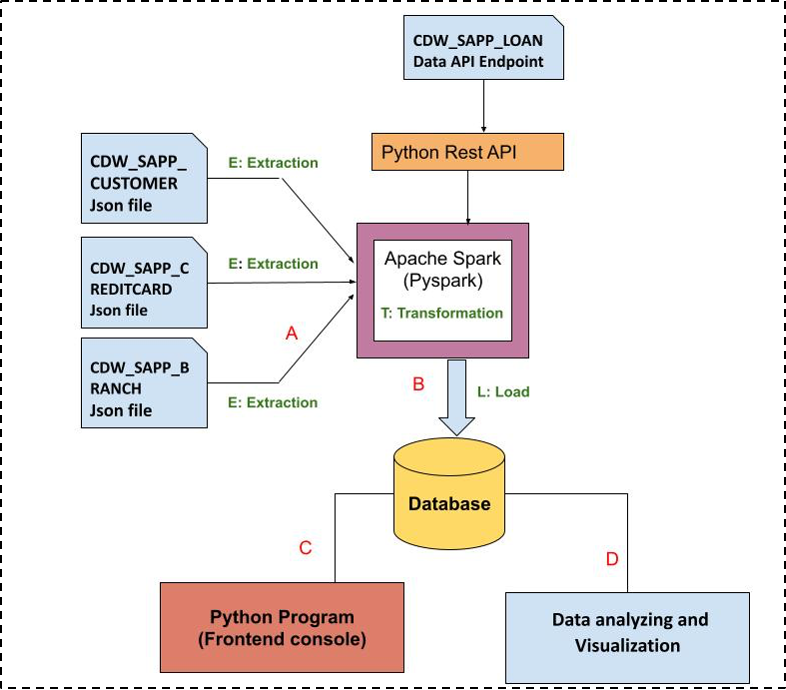 CDW_SAPP_LOAN
Data API Endpoint
Python Rest API
CDW_SAPP_
CUSTOMER
Json file
E: Extraction
CDW_SAPP_C
REDITCARD
Json file
E: Extraction
CDW_SAPP_B
RANCH
Json file
A
E: Extraction
Apache Spark
(Pyspark)
T: Transformation
B
L: Load
Database
C
D
Python Program
(Frontend console)
Data analyzing and
Visualization